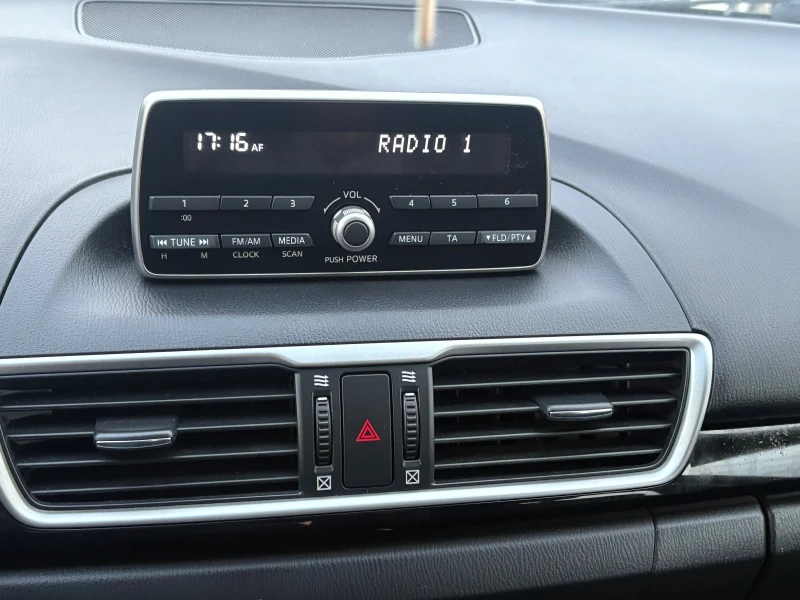 17:16 AF RADIO 1
1 2 3 VOL 4 5 6
:00
TUNE FM/AM MEDIA MENU TA FLD/PTY
H M CLOCK SCAN PUSH POWER